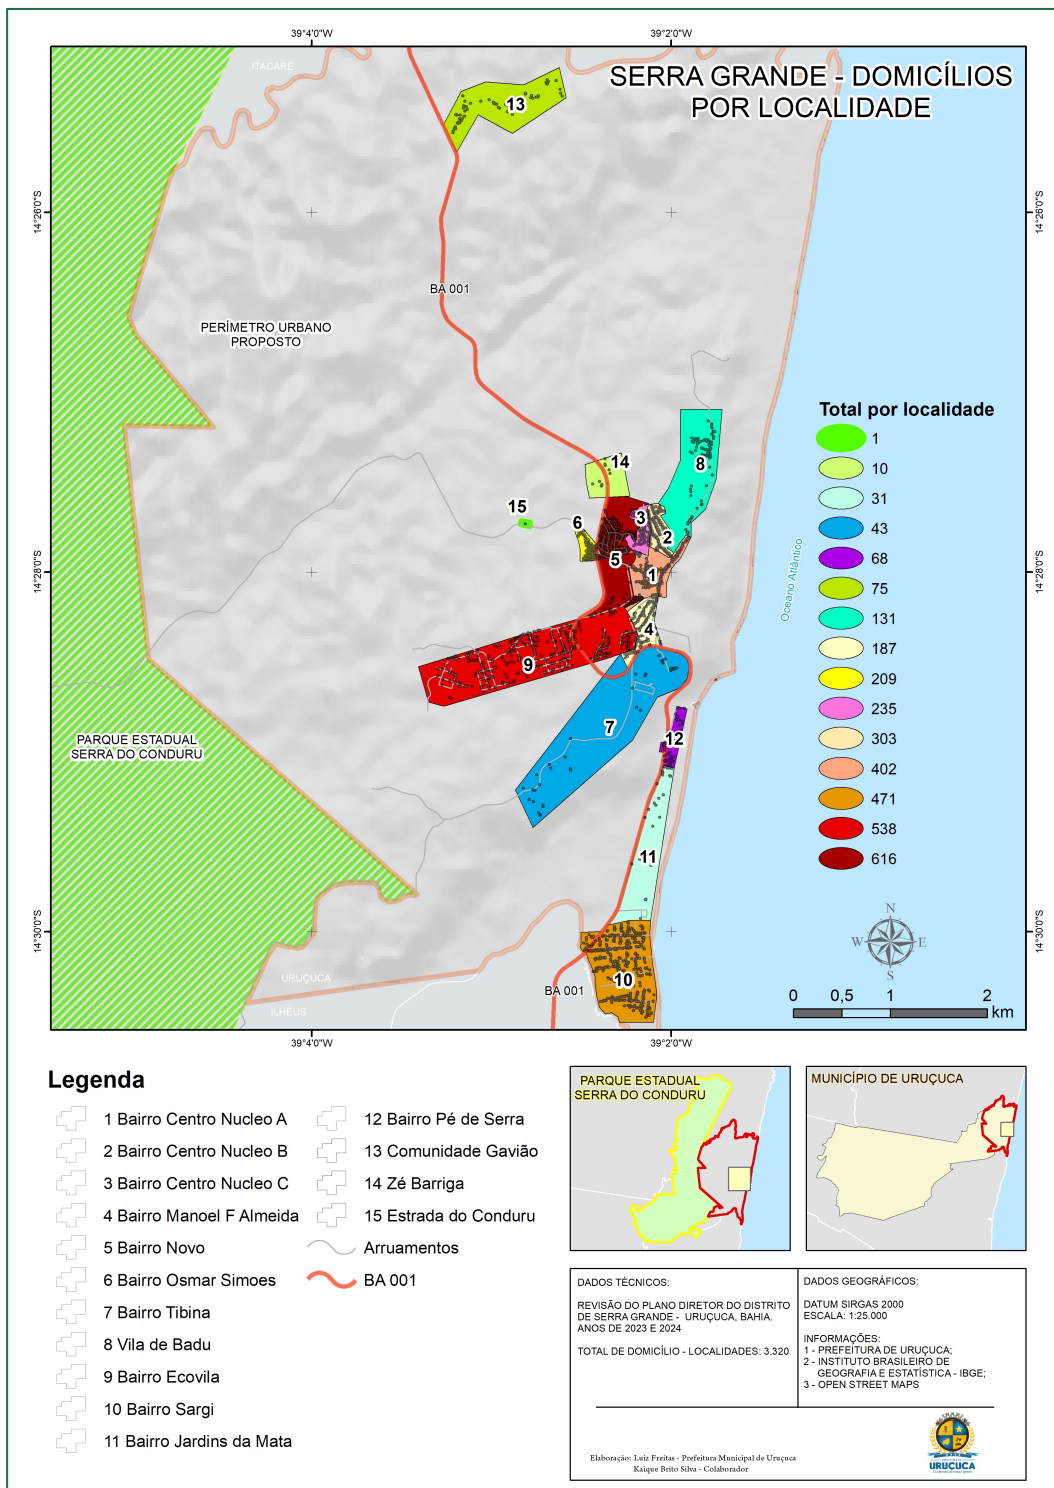 39°4'0"W
39°2'0"W
ITACARÉ
SERRA GRANDE - DOMICÍLIOS
POR LOCALIDADE
13
14°26'0"S
14°26'0"S
BA 001
PERÍMETRO URBANO
PROPOSTO
Total por localidade
1
10
31
43
68
75
131
187
209
235
303
402
471
538
616
14
8
15
6
3
2
5
1
4
9
7
12
11
10
14°28'0"S
14°28'0"S
Oceano Atlântico
PARQUE ESTADUAL
SERRA DO CONDURU
14°30'0"S
14°30'0"S
N
W
E
S
URUÇUCA
ILHÉUS
BA 001
0
0,5
1
2
km
39°4'0"W
39°2'0"W
Legenda
1 Bairro Centro Nucleo A
2 Bairro Centro Nucleo B
3 Bairro Centro Nucleo C
4 Bairro Manoel F Almeida
5 Bairro Novo
6 Bairro Osmar Simoes
7 Bairro Tibina
8 Vila de Badu
9 Bairro Ecovila
10 Bairro Sargi
11 Bairro Jardins da Mata
12 Bairro Pé de Serra
13 Comunidade Gavião
14 Zé Barriga
15 Estrada do Conduru
Arruamentos
BA 001
PARQUE ESTADUAL
SERRA DO CONDURU
MUNICÍPIO DE URUÇUCA
DADOS TÉCNICOS:
REVISÃO DO PLANO DIRETOR DO DISTRITO
DE SERRA GRANDE - URUÇUCA, BAHIA.
ANOS DE 2023 E 2024
TOTAL DE DOMICÍLIO - LOCALIDADES: 3.320
DADOS GEOGRÁFICOS:
DATUM SIRGAS 2000
ESCALA: 1:25.000
INFORMAÇÕES:
1 - PREFEITURA DE URUÇUCA;
2 - INSTITUTO BRASILEIRO DE
GEOGRAFIA E ESTATÍSTICA - IBGE;
3 - OPEN STREET MAPS
Elaboração: Luiz Freitas - Prefeitura Municipal de Uruçuca
Kaique Brito Silva - Colaborador
URUÇUCA